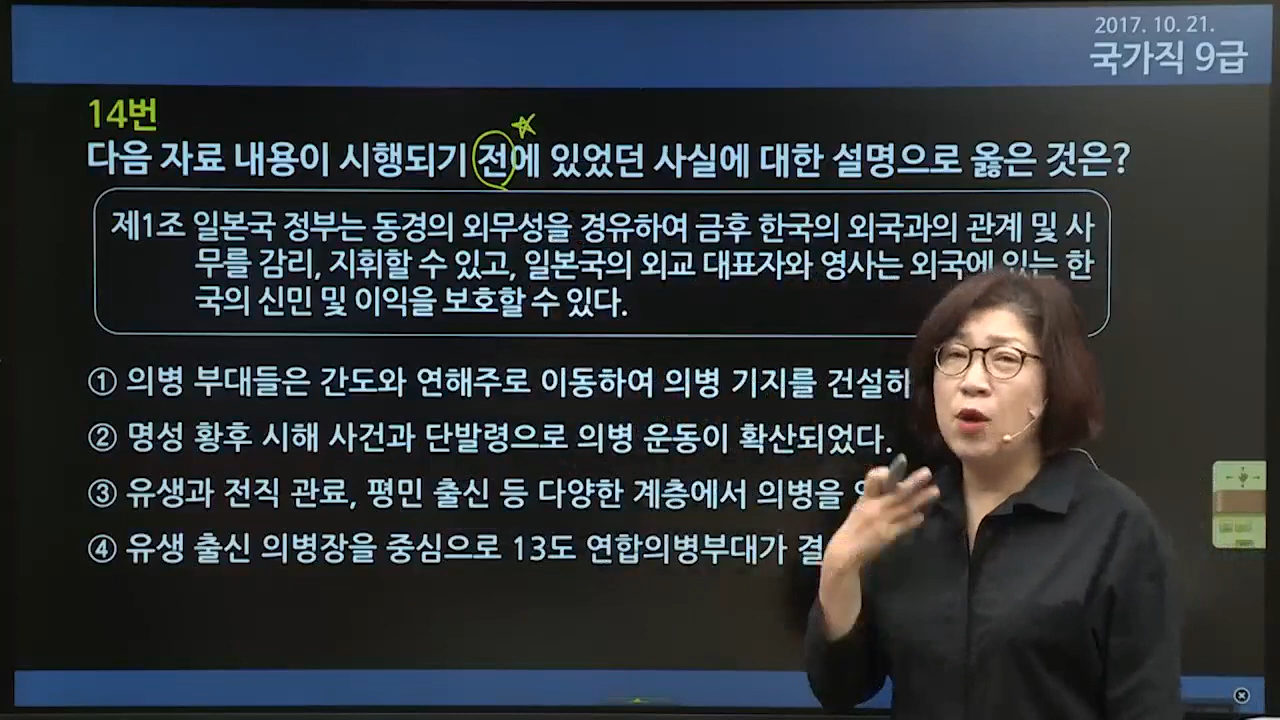 2017. 10. 21.
국가직 9급
14번
다음 자료 내용이 시행되기 전에 있었던 사실에 대한 설명으로 옳은 것은?
제1조 일본국 정부는 동경의 외무성을 경유하여 금후 한국의 외국과의 관계 및 사
무를 감리, 지휘할 수 있고, 일본국의 외교 대표자와 영사는 외국에 있는 한
국의 신민 및 이익을 보호할 수 있다.
① 의병 부대들은 간도와 연해주로 이동하여 의병 기지를 건설하
② 명성 황후 시해 사건과 단발령으로 의병 운동이 확산되었다.
③ 유생과 전직 관료, 평민 출신 등 다양한 계층에서 의병을
④ 유생 출신 의병장을 중심으로 13도 연합의병부대가 결